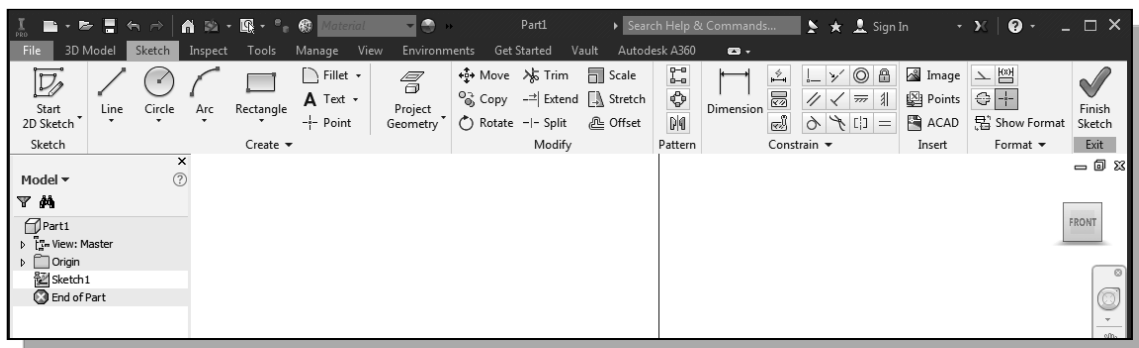 PRO Material Part1 Search Help & Commands... Sign In
File 3D Model Sketch Inspect Tools Manage View Environments Get Started Vault Autodesk A360
Fillet Move Trim Scale Image
Start 2D Sketch Line Circle Arc Rectangle Text Project Geometry Copy Extend Stretch Dimension Points Finish Sketch
Point Rotate Split Offset ACAD Show Format
Sketch Create Modify Pattern Constrain Insert Format Exit
Model
Part1
View: Master
Origin
Sketch1
End of Part
FRONT